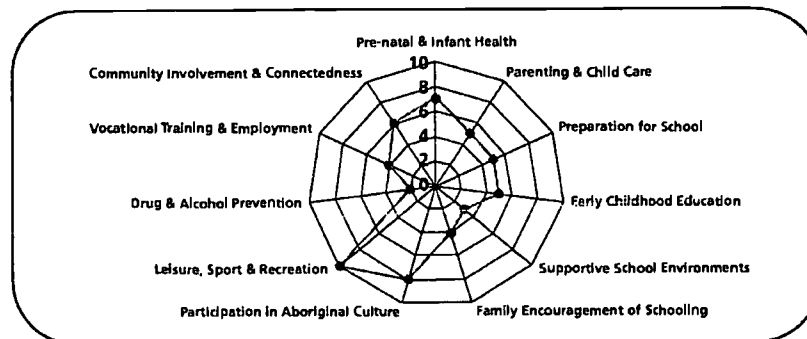 Pre-natal & Infant Health
10
Community Involvement & Connectedness
Parenting & Child Care
8
6
Vocational Training & Employment
Preparation for School
4
2
0
Drug & Alcohol Prevention
Early Childhood Education
Leisure, Sport & Recreation
Supportive School Environments
Participation in Aboriginal Culture
Family Encouragement of Schooling